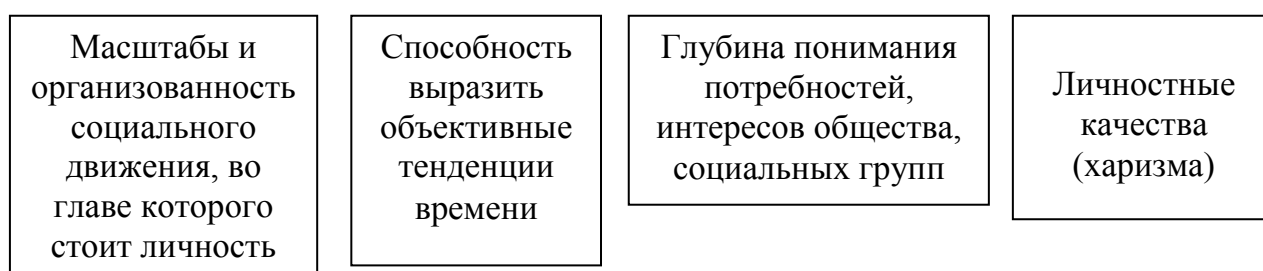 Масштабы и
организованность
социального
движения, во
главе которого
стоит личность
Способность
выразить
объективные
тенденции
времени
Глубина понимания
потребностей,
интересов общества,
социальных групп
Личностные
качества
(харизма)